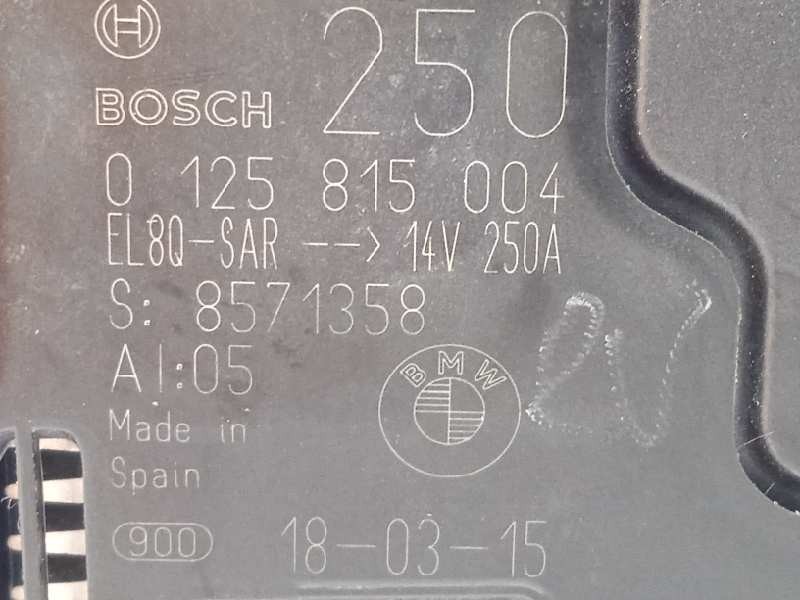 250
BOSCH
0 125 815 004
EL8Q-SAR --> 14V 250A
S: 8571358
AI:05
BMW
Made in
Spain
900 18-03-15